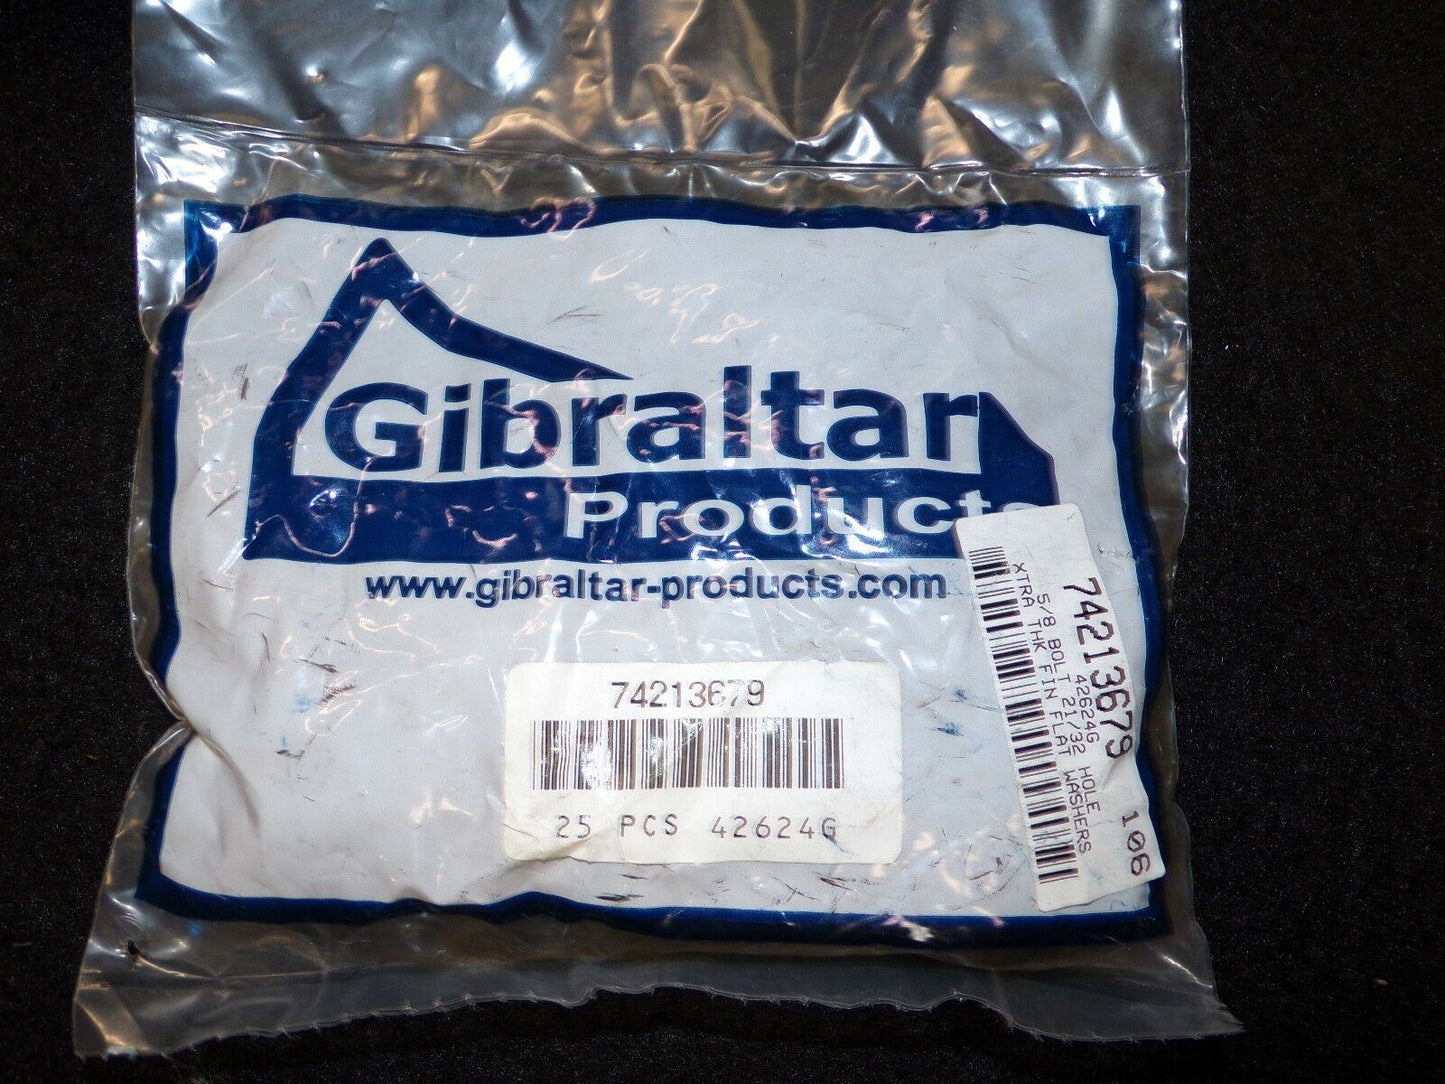 Gibraltar
Products
www.gibraltar-products.com
74213679
25 PCS 42624G
74213679 106
42624G
5/8 BOLT 21/32 HOLE
XTRA THK FIN FLAT WASHERS